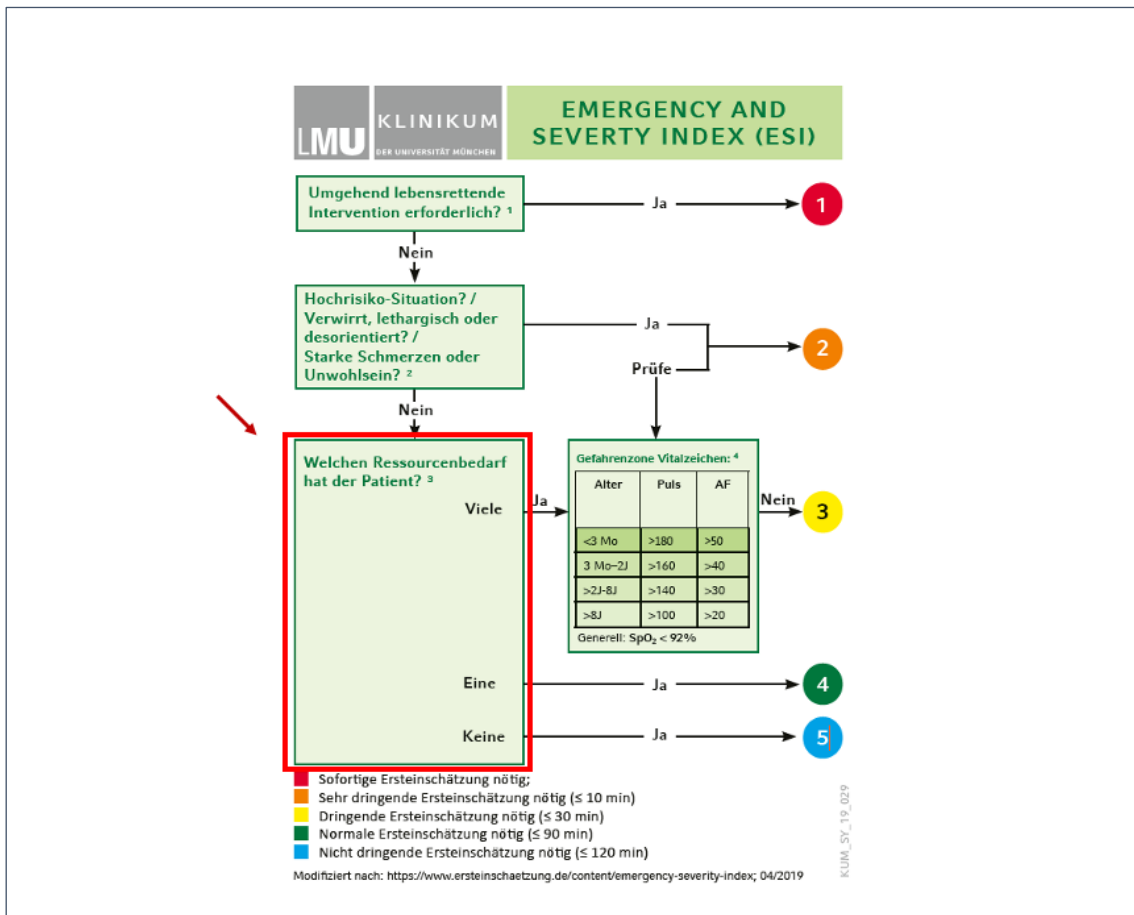 LMU KLINIKUM
DER UNIVERSITÄT MÜNCHEN
EMERGENCY AND
SEVERTY INDEX (ESI)
Umgehend lebensrettende
Intervention erforderlich? ¹
Ja
1
Nein
Hochrisiko-Situation? /
Verwirrt, lethargisch oder
desorientiert? /
Starke Schmerzen oder
Unwohlsein? ²
Ja
Prüfe
2
Nein
Welchen Ressourcenbedarf
hat der Patient? ³
Viele
Ja
Gefahrenzone Vitalzeichen: ⁴
Alter Puls AF
<3 Mo >180 >50
3 Mo–2J >160 >40
>2J-8J >140 >30
>8J >100 >20
Generell: SpO₂ < 92%
Nein
3
Eine
Ja
4
Keine
Ja
5
Sofortige Ersteinschätzung nötig;
Sehr dringende Ersteinschätzung nötig (≤ 10 min)
Dringende Ersteinschätzung nötig (≤ 30 min)
Normale Ersteinschätzung nötig (≤ 90 min)
Nicht dringende Ersteinschätzung nötig (≤ 120 min)
Modifiziert nach: https://www.ersteinschaetzung.de/content/emergency-severity-index; 04/2019
KUM_SY_19_029